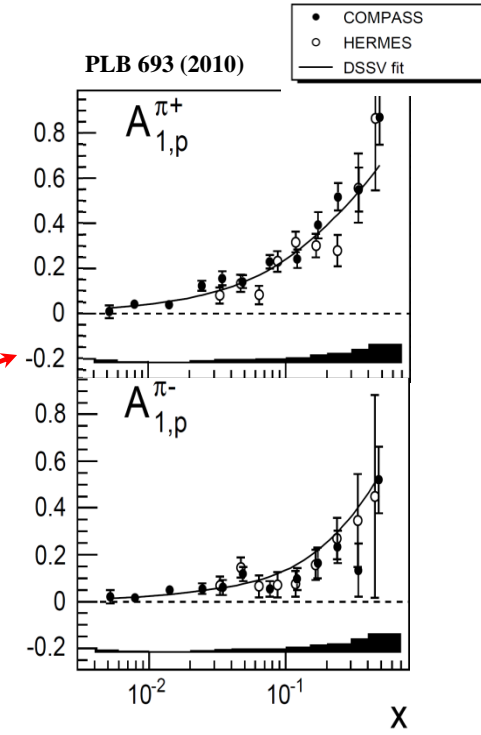 COMPASS
HERMES
DSSV fit
PLB 693 (2010)
A π+ 1,p
0.8
0.6
0.4
0.2
0
-0.2
A π- 1,p
0.8
0.6
0.4
0.2
0
-0.2
10-2 10-1
x